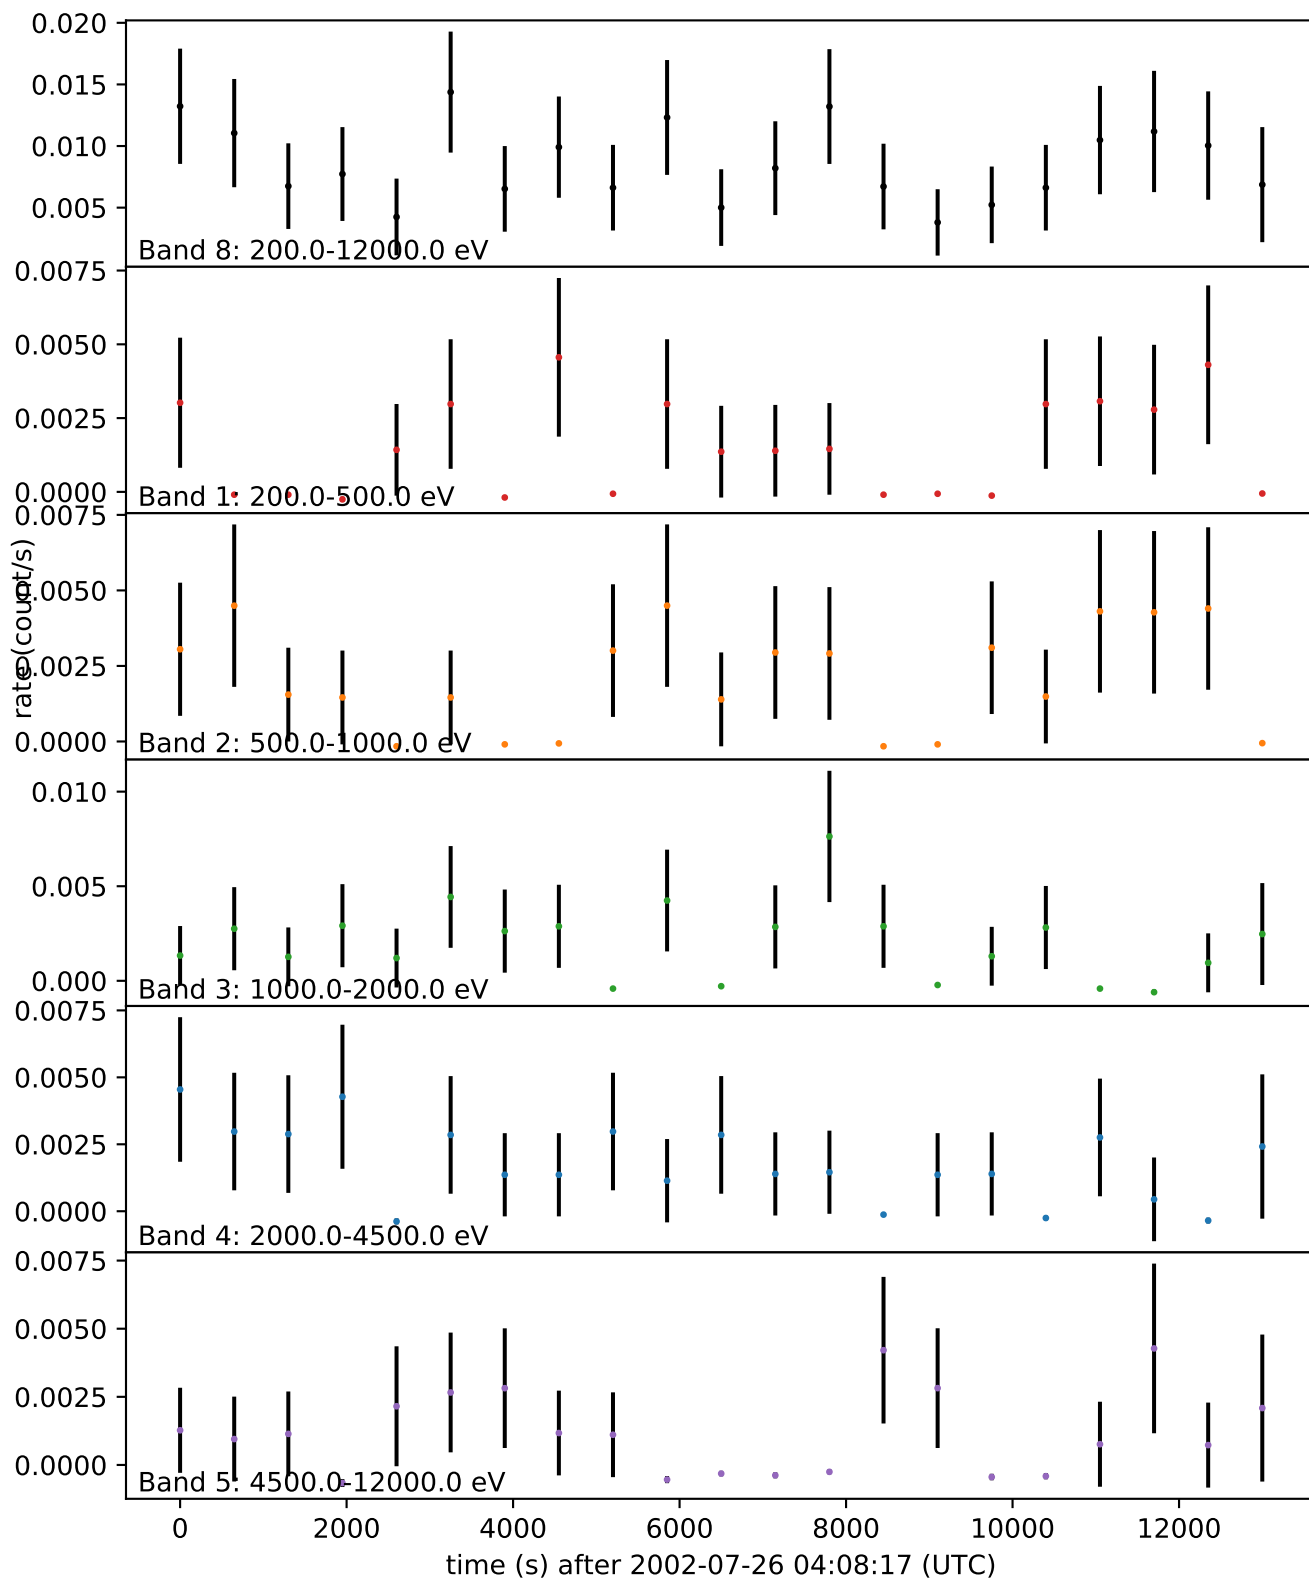 0.020
0.015
0.010
0.005
Band 8: 200.0-12000.0 eV
0.0075
0.0050
0.0025
0.0000
Band 1: 200.0-500.0 eV
0.0075
0.0050
0.0025
0.0000
Band 2: 500.0-1000.0 eV
rate (count/s)
0.010
0.005
0.000
Band 3: 1000.0-2000.0 eV
0.0075
0.0050
0.0025
0.0000
Band 4: 2000.0-4500.0 eV
0.0075
0.0050
0.0025
0.0000
Band 5: 4500.0-12000.0 eV
0 2000 4000 6000 8000 10000 12000
time (s) after 2002-07-26 04:08:17 (UTC)